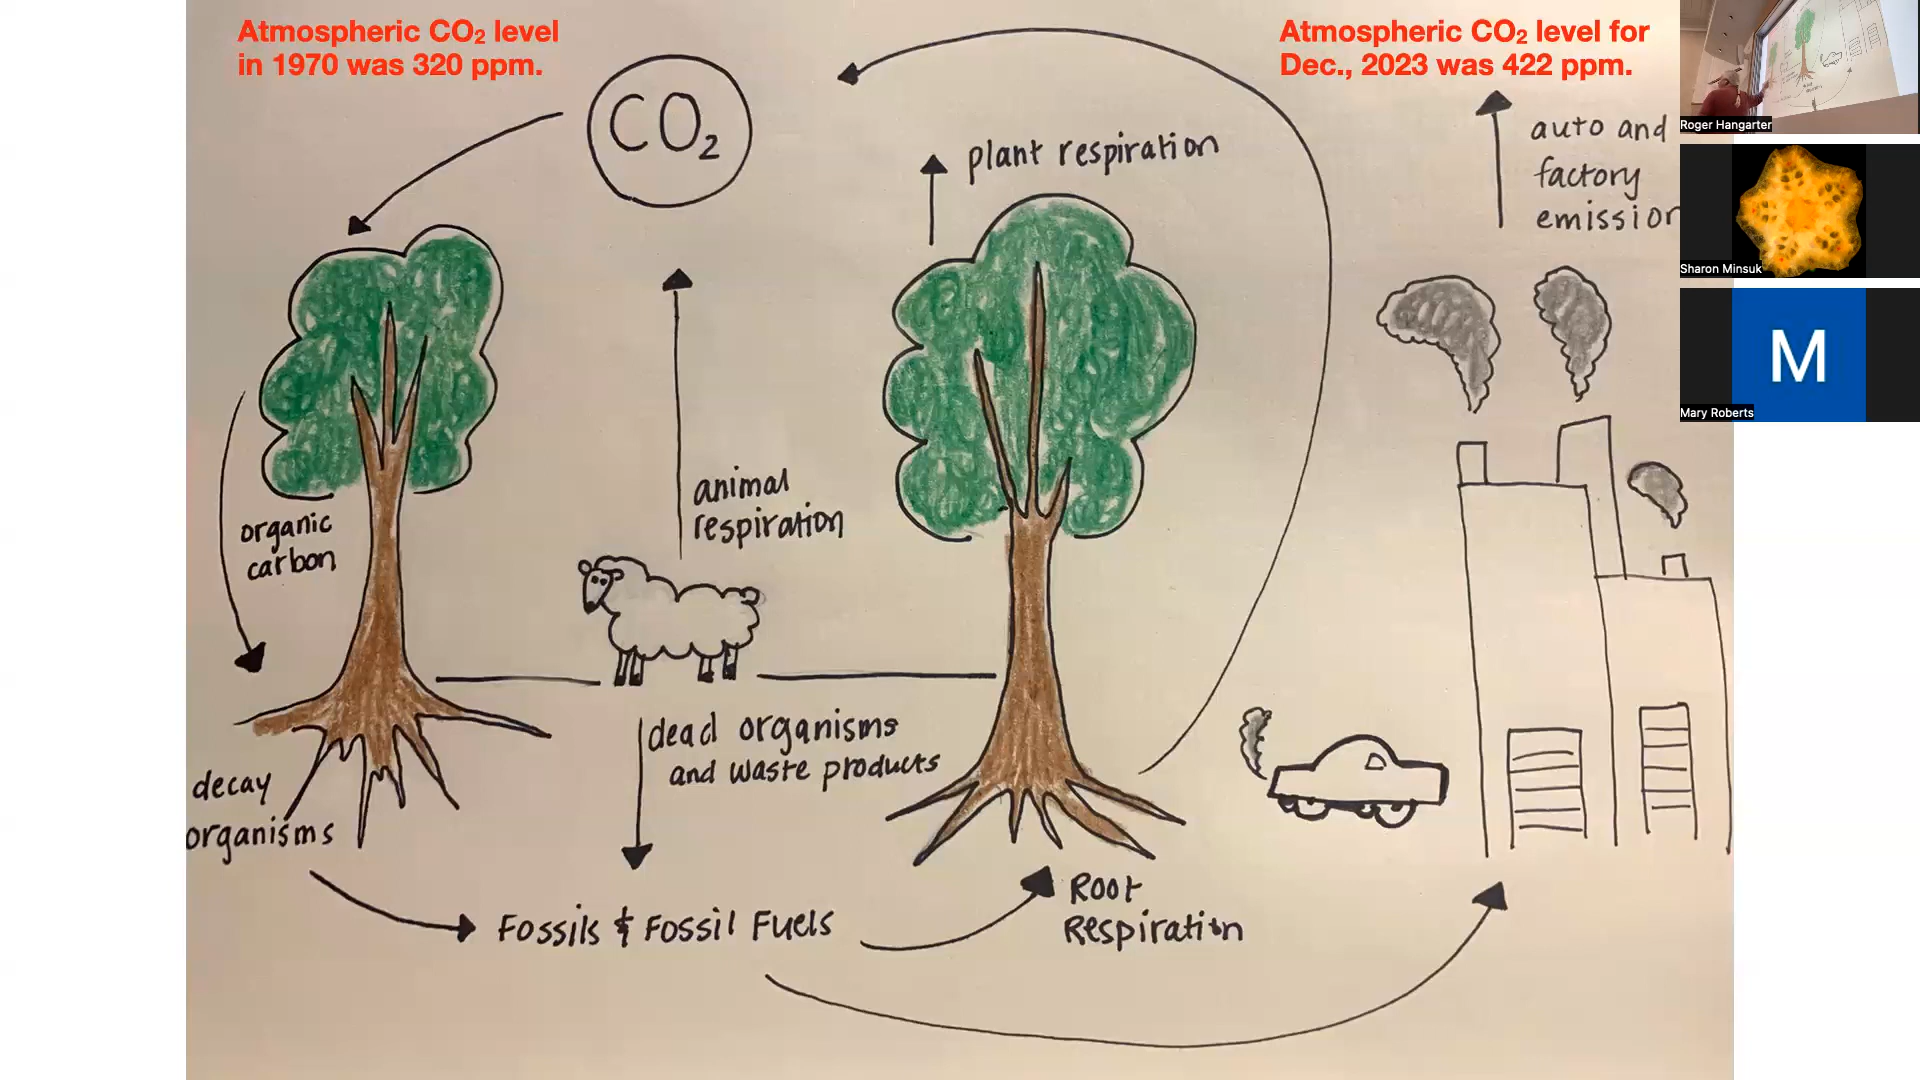 Atmospheric CO₂ level
in 1970 was 320 ppm.
Atmospheric CO₂ level for
Dec., 2023 was 422 ppm.
CO₂
plant respiration
auto and
factory
emission
organic
carbon
animal
respiration
dead organisms
and waste products
decay
organisms
Fossils & Fossil Fuels
Root
Respiration
Roger Hangarter
Sharon Minsuk
M
Mary Roberts